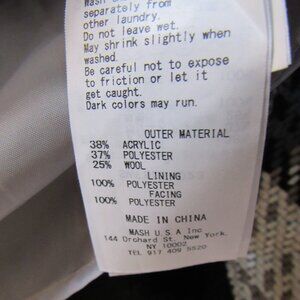 Wash
separately from
other laundry.
Do not leave wet.
May shrink slightly when
washed.
Be careful not to expose
to friction or let it
get caught.
Dark colors may run.
OUTER MATERIAL
38% ACRYLIC
37% POLYESTER
25% WOOL
LINING
100% POLYESTER
FACING
100% POLYESTER
MADE IN CHINA
MASH U.S.A Inc
144 Orchard St. New York,
NY 10002
TEL 917 409 5520